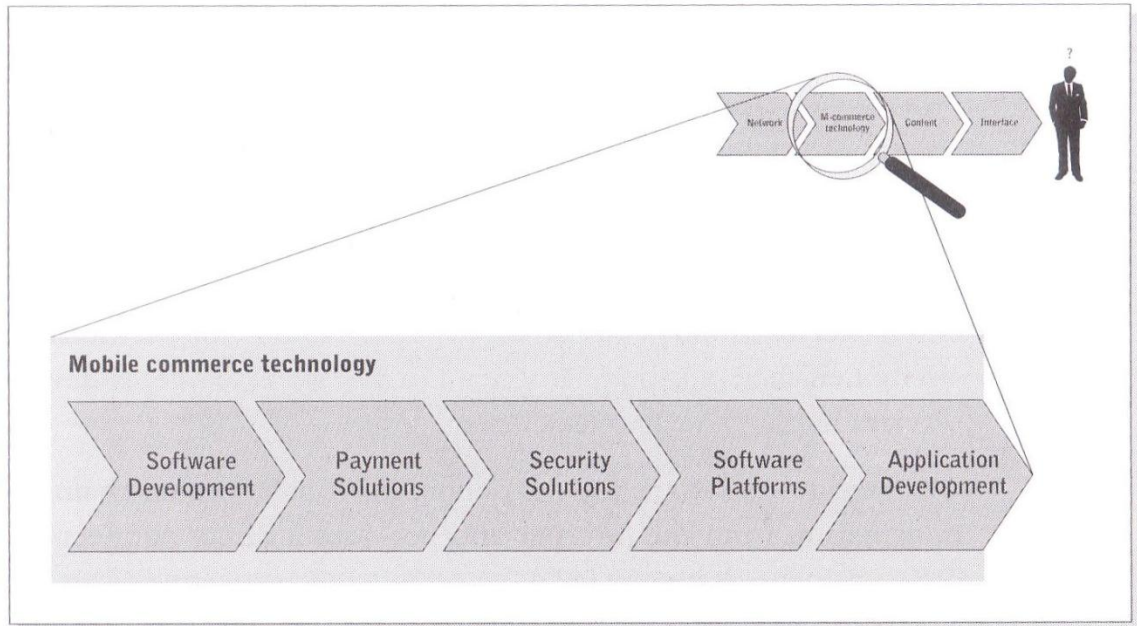 ?
Network
M-commerce
technology
Content
Interface
Mobile commerce technology
Software
Development
Payment
Solutions
Security
Solutions
Software
Platforms
Application
Development